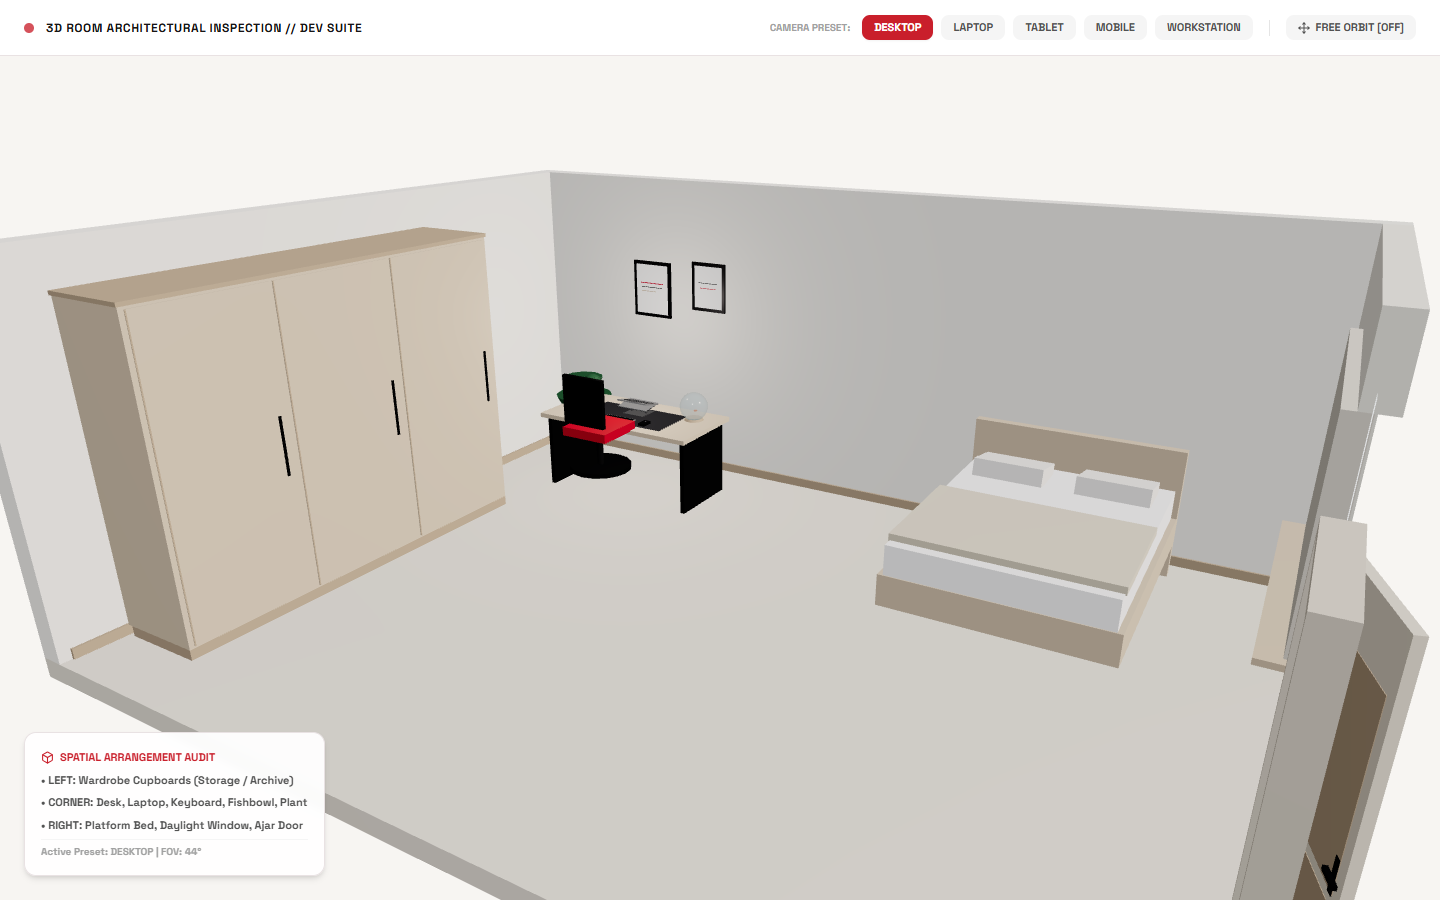 3D ROOM ARCHITECTURAL INSPECTION // DEV SUITE
CAMERA PRESET: DESKTOP LAPTOP TABLET MOBILE WORKSTATION FREE ORBIT [OFF]
SPATIAL ARRANGEMENT AUDIT
• LEFT: Wardrobe Cupboards (Storage / Archive)
• CORNER: Desk, Laptop, Keyboard, Fishbowl, Plant
• RIGHT: Platform Bed, Daylight Window, Ajar Door
Active Preset: DESKTOP | FOV: 44°